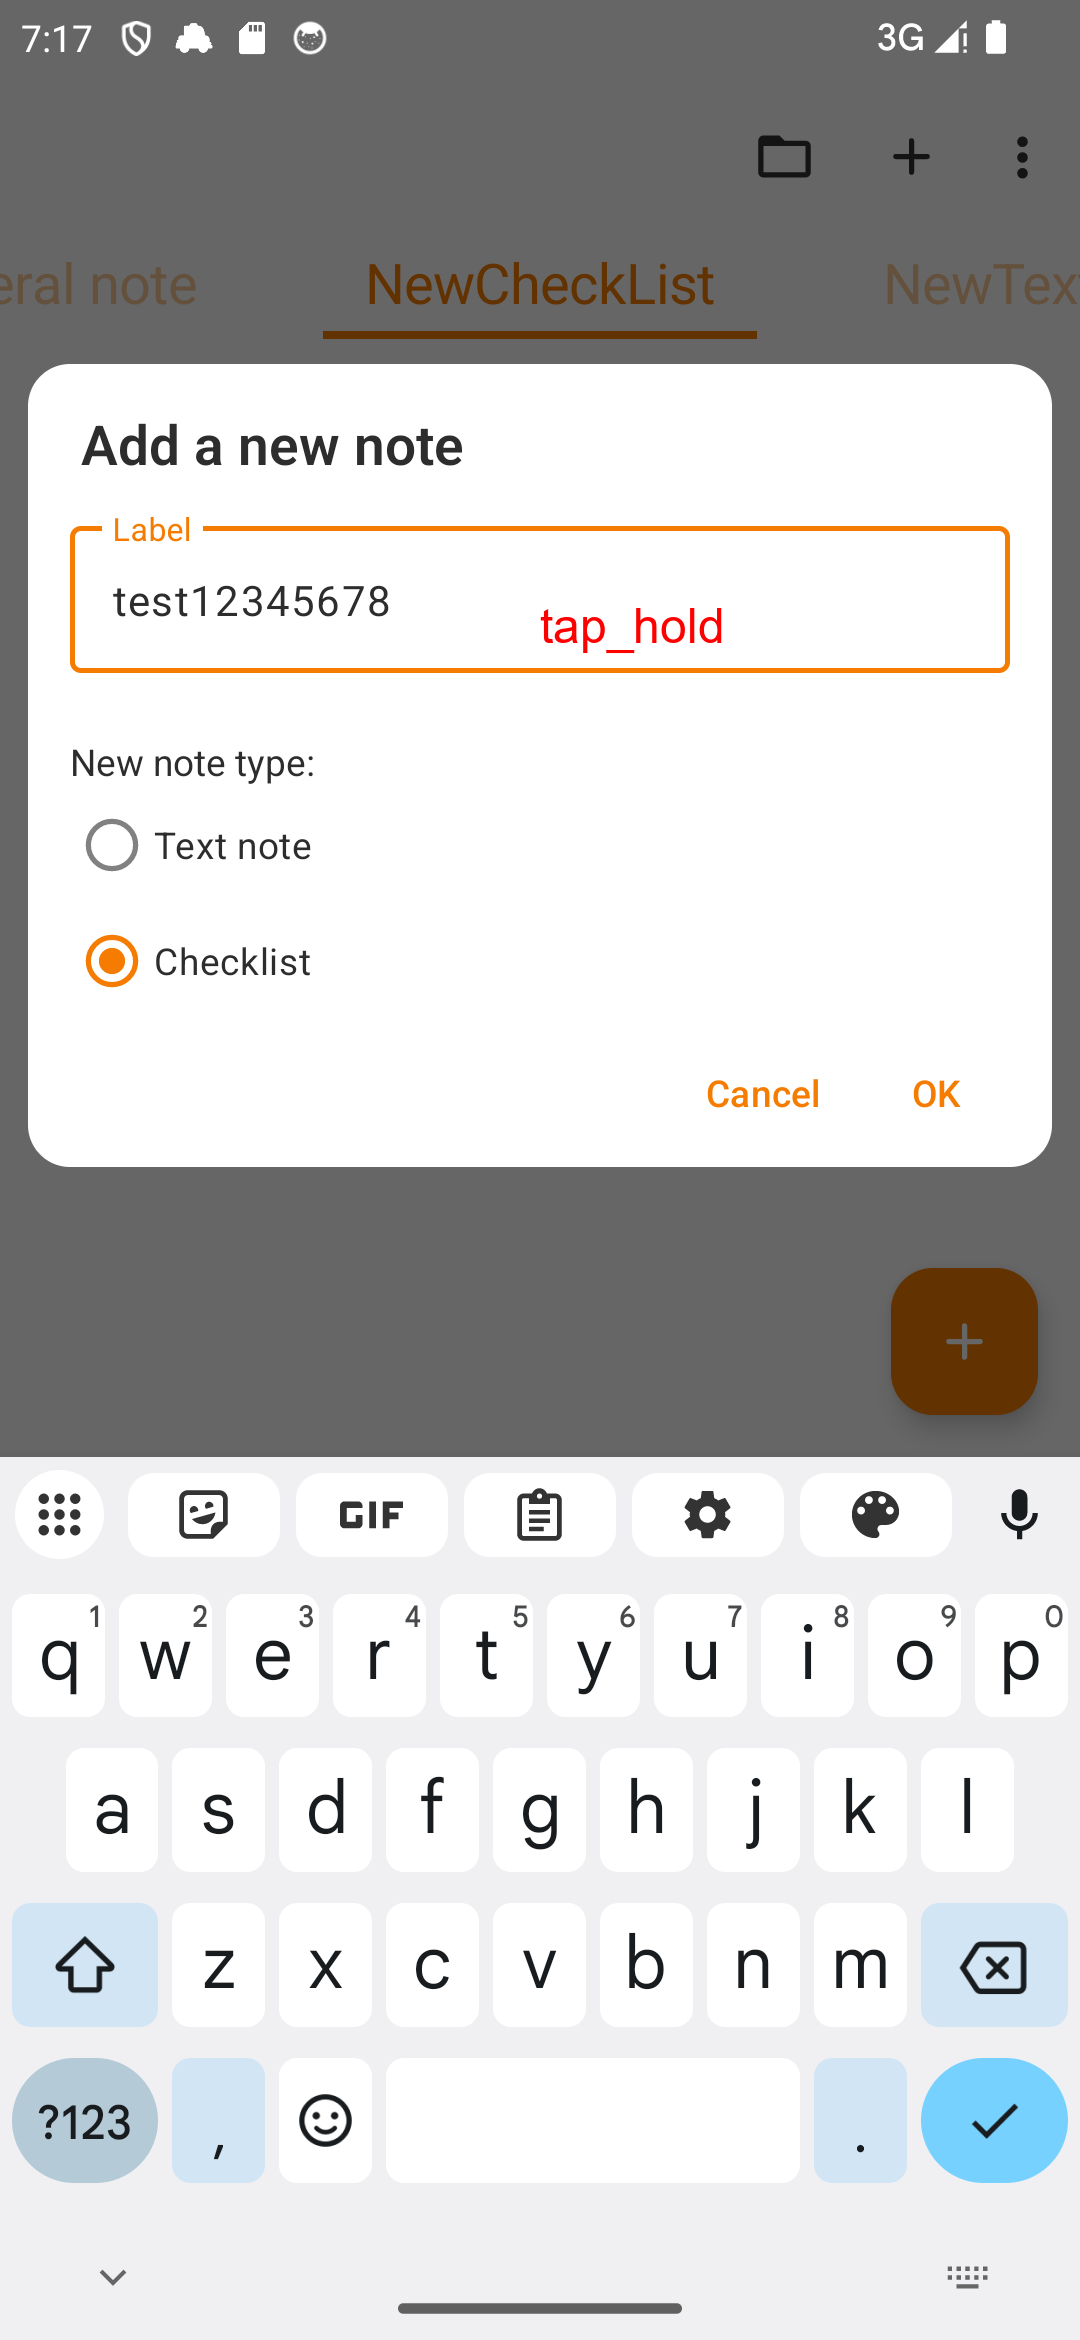 7:17
3G
eral note NewCheckList NewTex
Add a new note
Label
test12345678
tap_hold
New note type:
Text note
Checklist
Cancel OK
GIF
q1 w2 e3 r4 t5 y6 u7 i8 o9 p0
a s d f g h j k l
z x c v b n m
?123 , .